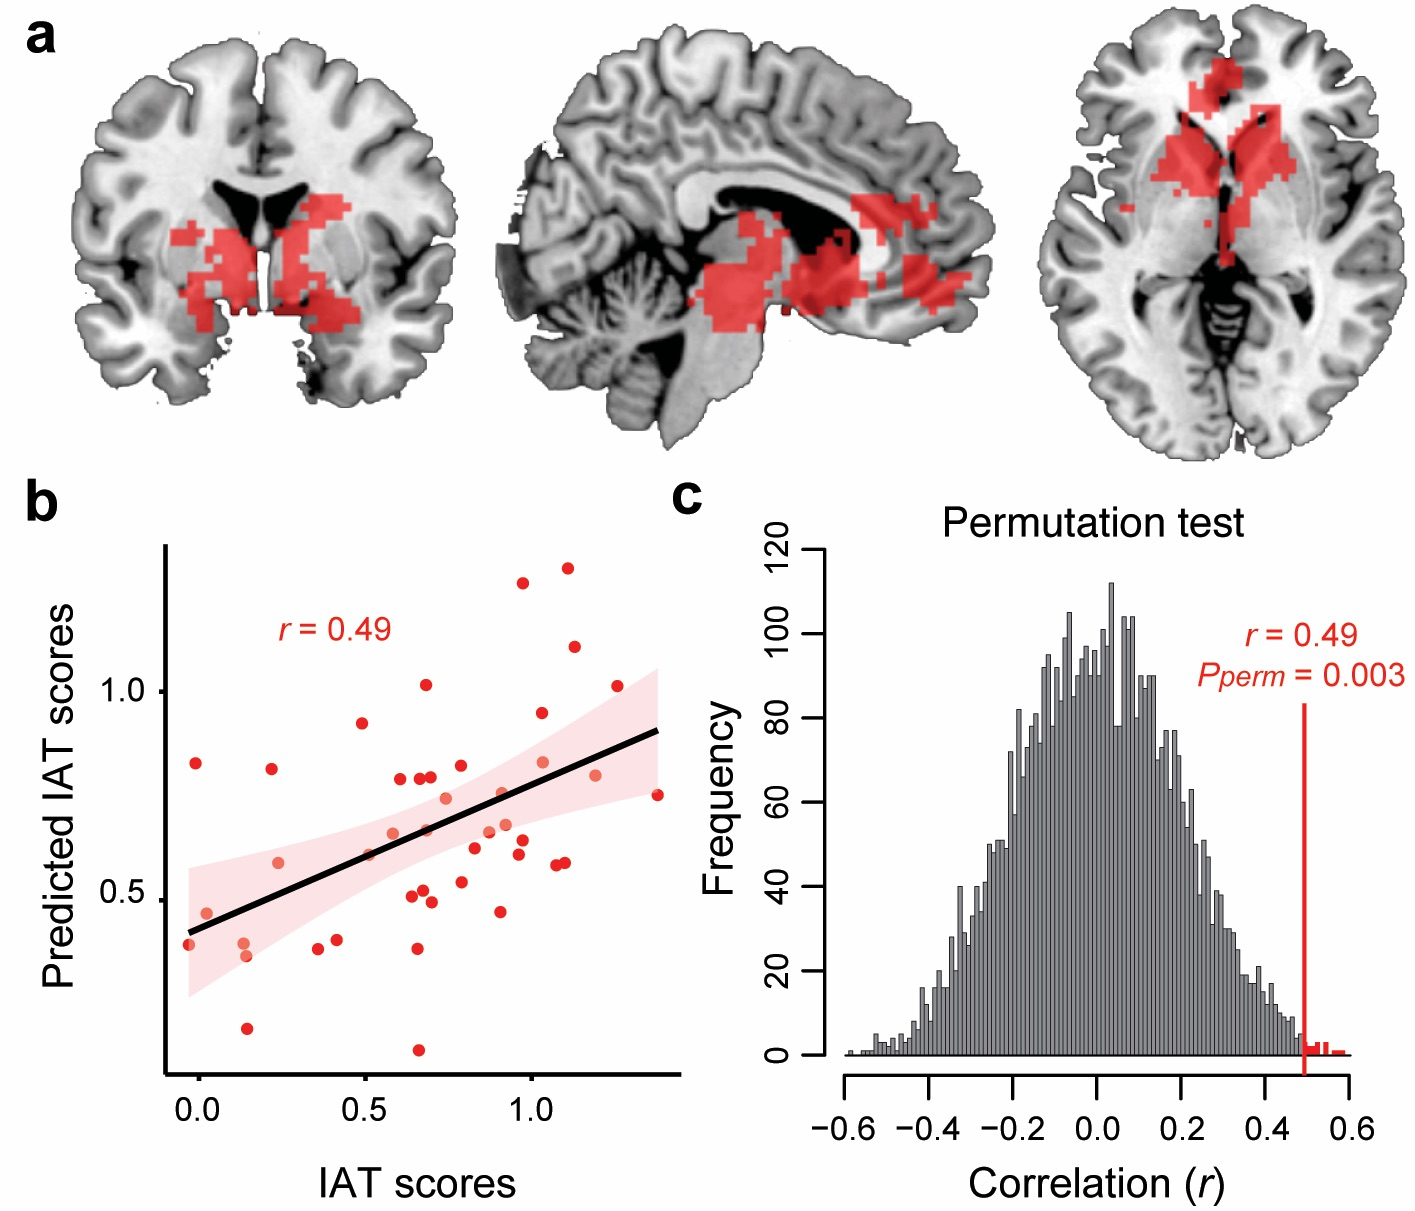 a
b
Predicted IAT scores
1.0
0.5
r = 0.49
0.0 0.5 1.0
IAT scores
c
Permutation test
Frequency
120
100
80
60
40
20
0
r = 0.49
Pperm = 0.003
−0.6 −0.4 −0.2 0.0 0.2 0.4 0.6
Correlation (r)